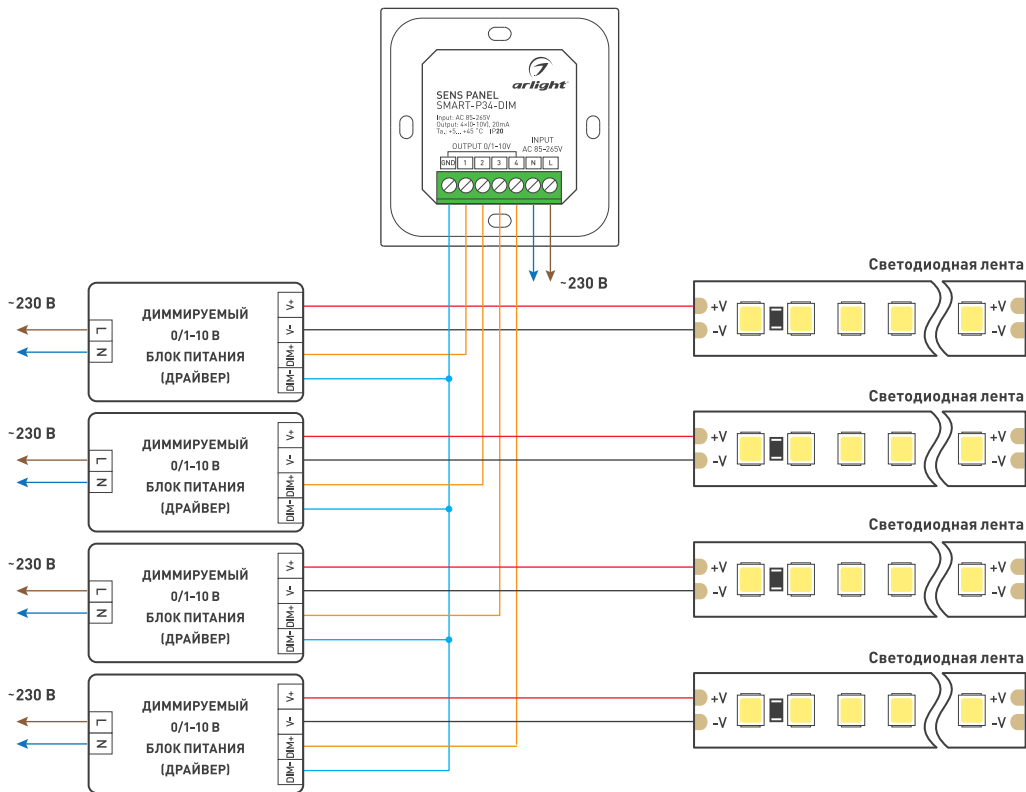 arlight
SENS PANEL
SMART-P34-DIM
Input: AC 85-265V
Output: 4×(0-10V), 20mA
Ta.: +5... +45 °C IP20
OUTPUT 0/1-10V
INPUT
AC 85-265V
GND 1 2 3 4 N L
~230 В
Светодиодная лента
~230 В
L
N
ДИММИРУЕМЫЙ
0/1-10 В
БЛОК ПИТАНИЯ
(ДРАЙВЕР)
V+
V-
DIM+
DIM-
+V
-V
+V
-V
Светодиодная лента
~230 В
L
N
ДИММИРУЕМЫЙ
0/1-10 В
БЛОК ПИТАНИЯ
(ДРАЙВЕР)
V+
V-
DIM+
DIM-
+V
-V
+V
-V
Светодиодная лента
~230 В
L
N
ДИММИРУЕМЫЙ
0/1-10 В
БЛОК ПИТАНИЯ
(ДРАЙВЕР)
V+
V-
DIM+
DIM-
+V
-V
+V
-V
Светодиодная лента
~230 В
L
N
ДИММИРУЕМЫЙ
0/1-10 В
БЛОК ПИТАНИЯ
(ДРАЙВЕР)
V+
V-
DIM+
DIM-
+V
-V
+V
-V